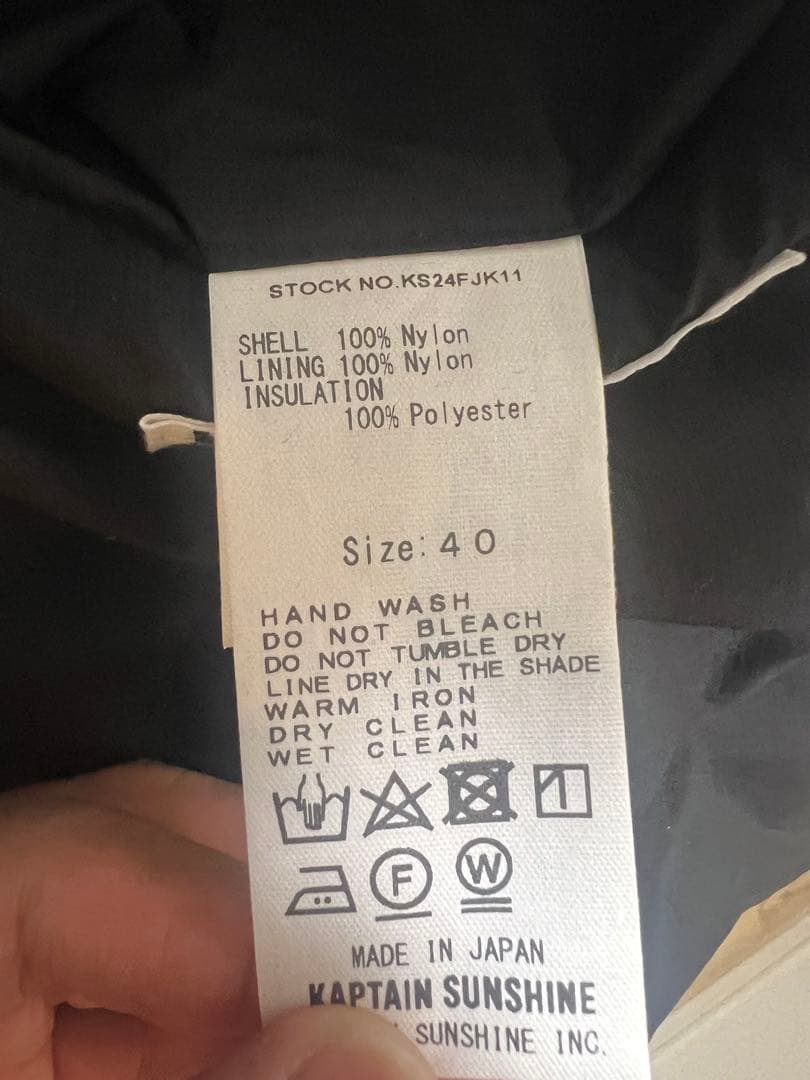 STOCK NO.KS24FJK11
SHELL 100% Nylon
LINING 100% Nylon
INSULATION
100% Polyester
Size: 40
HAND WASH
DO NOT BLEACH
DO NOT TUMBLE DRY
LINE DRY IN THE SHADE
WARM IRON
DRY CLEAN
WET CLEAN
F W
MADE IN JAPAN
KAPTAIN SUNSHINE
SUNSHINE INC.